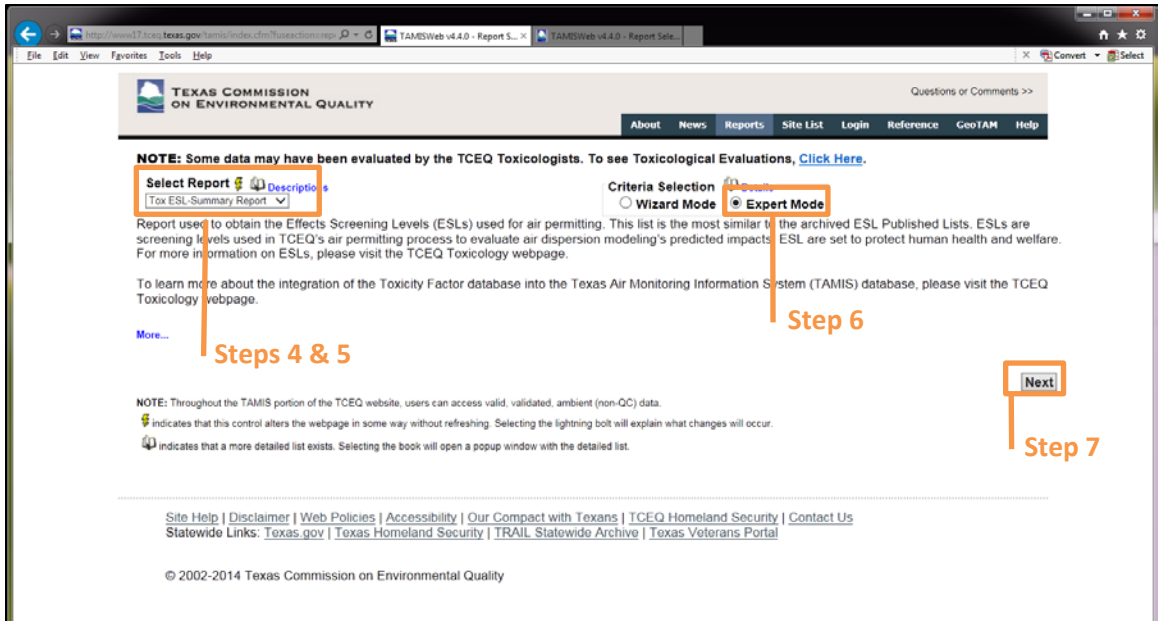 http://www17.tceq.texas.gov/tamis/index.cfm?fuseaction=repo
TAMISWeb v4.4.0 - Report S...
TAMISWeb v4.4.0 - Report Sele...
File Edit View Favorites Tools Help
Convert
Select
TEXAS COMMISSION
ON ENVIRONMENTAL QUALITY
Questions or Comments >>
About News Reports Site List Login Reference GeoTAM Help
NOTE: Some data may have been evaluated by the TCEQ Toxicologists. To see Toxicological Evaluations, Click Here.
Select Report Descriptions
Criteria Selection Details
Tox ESL-Summary Report
Wizard Mode Expert Mode
Report used to obtain the Effects Screening Levels (ESLs) used for air permitting. This list is the most similar to the archived ESL Published Lists. ESLs are
screening levels used in TCEQ's air permitting process to evaluate air dispersion modeling's predicted impacts. ESL are set to protect human health and welfare.
For more information on ESLs, please visit the TCEQ Toxicology webpage.
To learn more about the integration of the Toxicity Factor database into the Texas Air Monitoring Information System (TAMIS) database, please visit the TCEQ
Toxicology webpage.
Step 6
More...
Steps 4 & 5
Next
NOTE: Throughout the TAMIS portion of the TCEQ website, users can access valid, validated, ambient (non-QC) data.
indicates that this control alters the webpage in some way without refreshing. Selecting the lightning bolt will explain what changes will occur.
indicates that a more detailed list exists. Selecting the book will open a popup window with the detailed list.
Step 7
Site Help | Disclaimer | Web Policies | Accessibility | Our Compact with Texans | TCEQ Homeland Security | Contact Us
Statewide Links: Texas.gov | Texas Homeland Security | TRAIL Statewide Archive | Texas Veterans Portal
© 2002-2014 Texas Commission on Environmental Quality